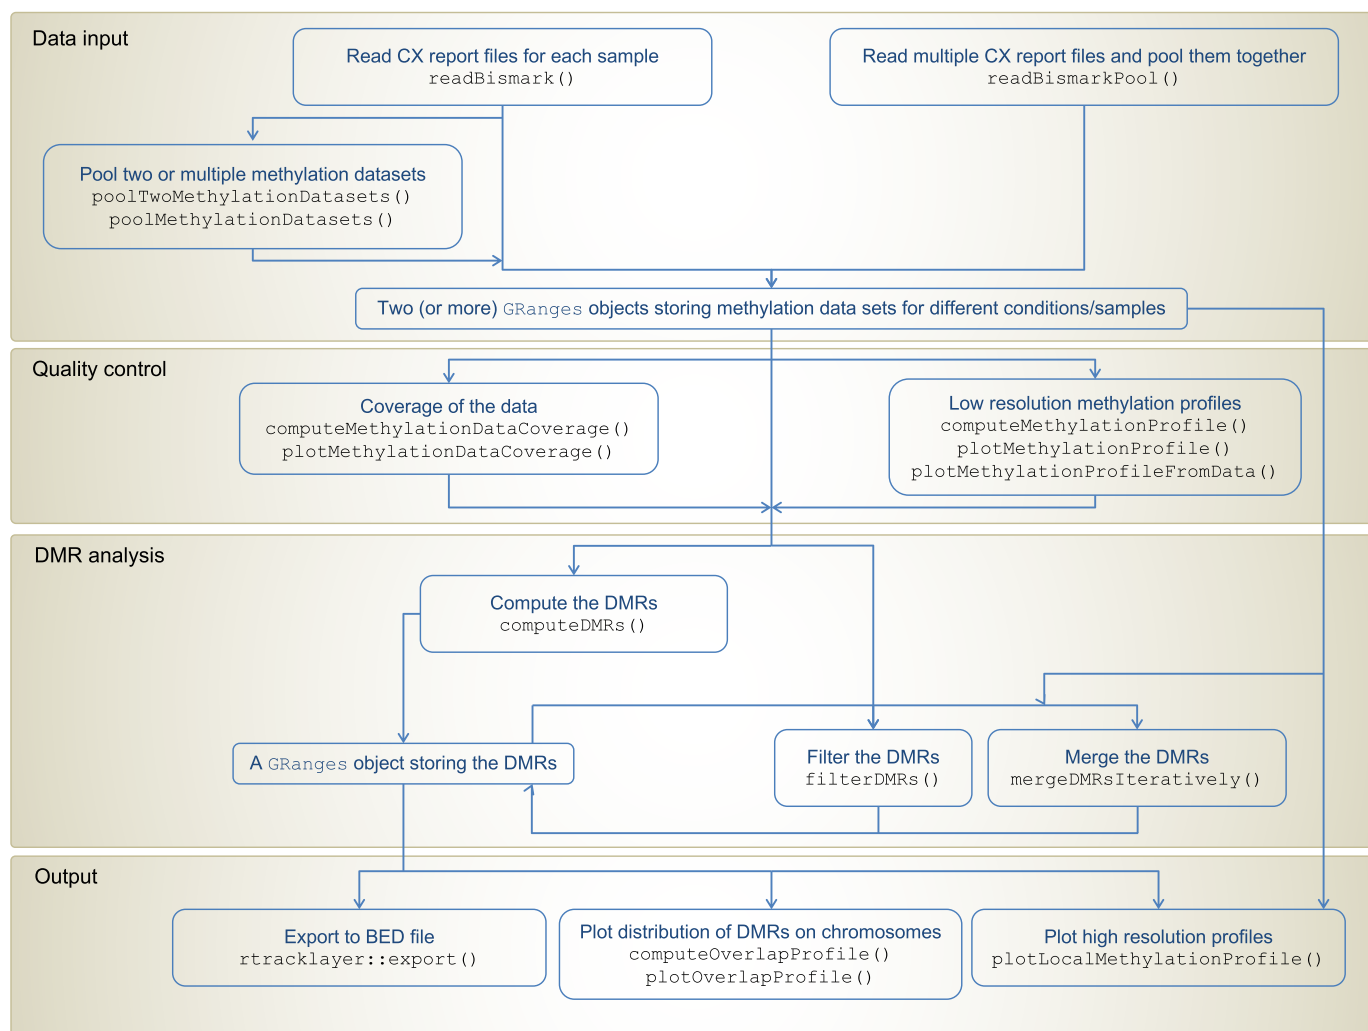 Data input
Read CX report files for each sample
readBismark()
Read multiple CX report files and pool them together
readBismarkPool()
Pool two or multiple methylation datasets
poolTwoMethylationDatasets()
poolMethylationDatasets()
Two (or more) GRanges objects storing methylation data sets for different conditions/samples
Quality control
Coverage of the data
computeMethylationDataCoverage()
plotMethylationDataCoverage()
Low resolution methylation profiles
computeMethylationProfile()
plotMethylationProfile()
plotMethylationProfileFromData()
DMR analysis
Compute the DMRs
computeDMRs()
A GRanges object storing the DMRs
Filter the DMRs
filterDMRs()
Merge the DMRs
mergeDMRsIteratively()
Output
Export to BED file
rtracklayer::export()
Plot distribution of DMRs on chromosomes
computeOverlapProfile()
plotOverlapProfile()
Plot high resolution profiles
plotLocalMethylationProfile()